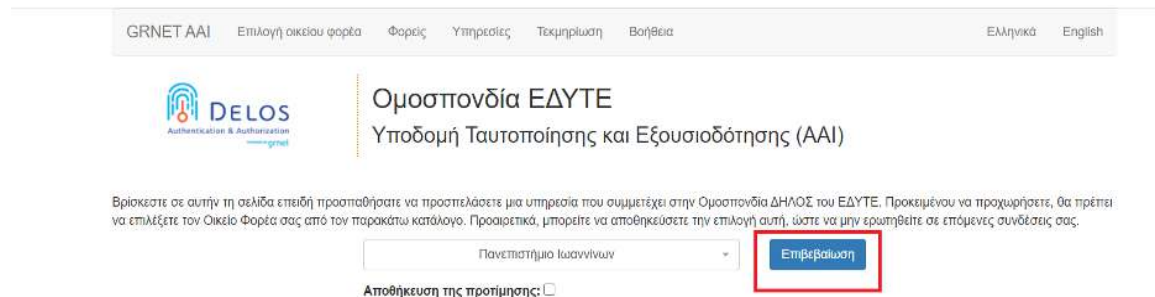 GRNET AAI Επιλογή οικείου φορέα Φορείς Υπηρεσίες Τεκμηρίωση Βοήθεια Ελληνικά English
DELOS
Authentication & Authorization
grnet
Ομοσπονδία ΕΔΥΤΕ
Υποδομή Ταυτοποίησης και Εξουσιοδότησης (ΑΑΙ)
Βρίσκεστε σε αυτήν τη σελίδα επειδή προσπαθήσατε να προσπελάσετε μια υπηρεσία που συμμετέχει στην Ομοσπονδία ΔΗΛΟΣ του ΕΔΥΤΕ. Προκειμένου να προχωρήσετε, θα πρέπει
να επιλέξετε τον Οικείο Φορέα σας από τον παρακάτω κατάλογο. Προαιρετικά, μπορείτε να αποθηκεύσετε την επιλογή αυτή, ώστε να μην ερωτηθείτε σε επόμενες συνδέσεις σας.
Πανεπιστήμιο Ιωαννίνων Επιβεβαίωση
Αποθήκευση της προτίμησης: